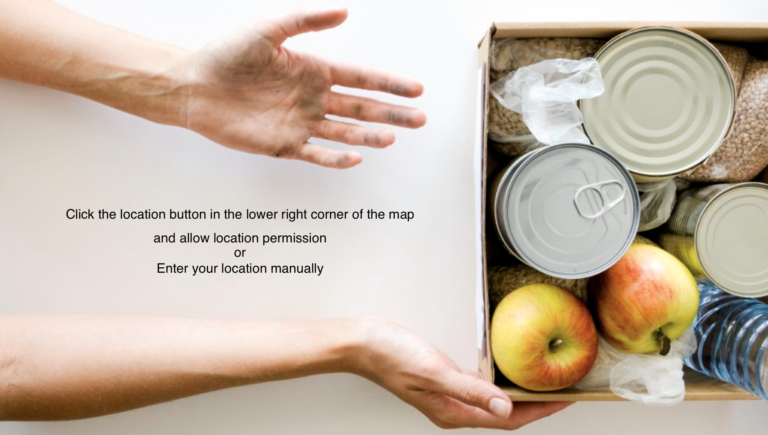 Click the location button in the lower right corner of the map
and allow location permission
or
Enter your location manually